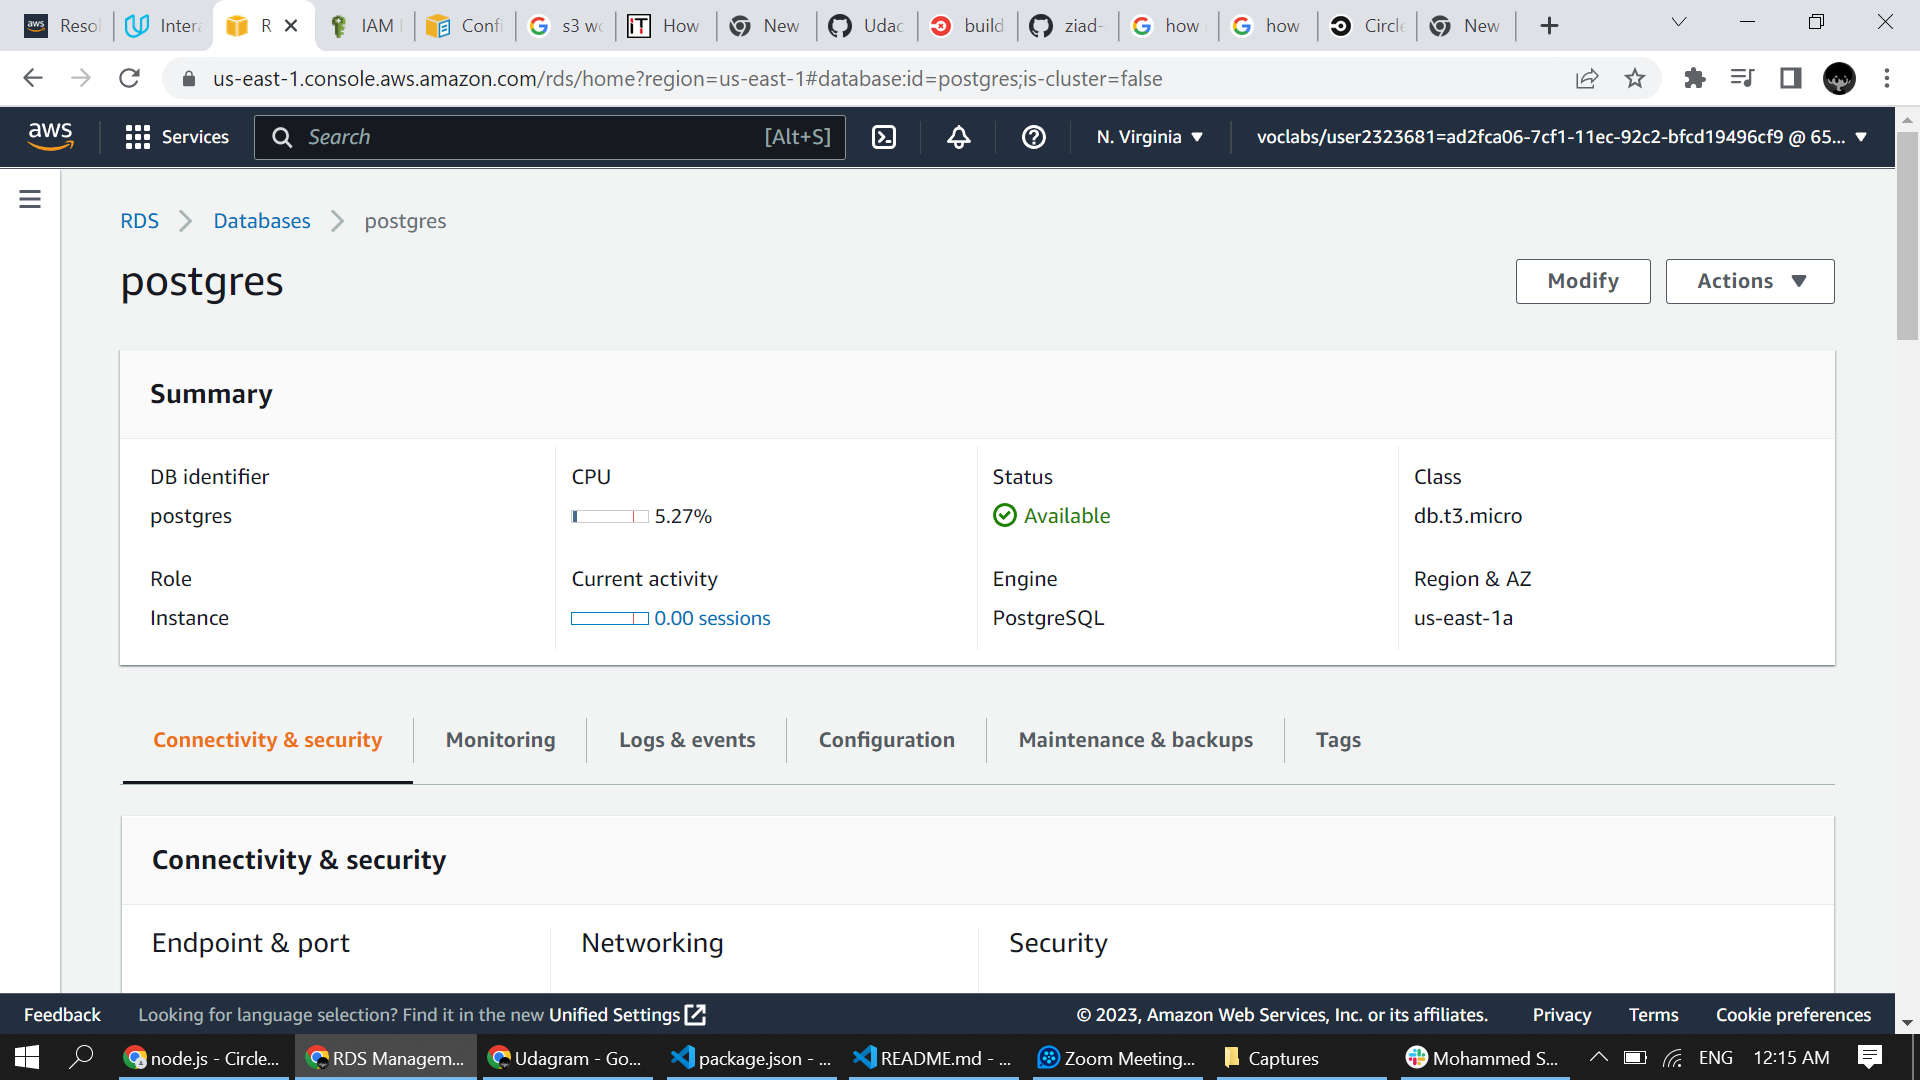 Resol
Intera
R
IAM
Confi
s3 wo
How
New
Udac
build
ziad-
how
how
Circle
New
us-east-1.console.aws.amazon.com/rds/home?region=us-east-1#database:id=postgres;is-cluster=false
aws
Services
Search
[Alt+S]
N. Virginia
voclabs/user2323681=ad2fca06-7cf1-11ec-92c2-bfcd19496cf9 @ 65...
RDS
Databases
postgres
postgres
Modify
Actions
Summary
DB identifier
CPU
Status
Class
postgres
5.27%
Available
db.t3.micro
Role
Current activity
Engine
Region & AZ
Instance
0.00 sessions
PostgreSQL
us-east-1a
Connectivity & security
Monitoring
Logs & events
Configuration
Maintenance & backups
Tags
Connectivity & security
Endpoint & port
Networking
Security
Feedback
Looking for language selection? Find it in the new Unified Settings
© 2023, Amazon Web Services, Inc. or its affiliates.
Privacy
Terms
Cookie preferences
node.js - Circle...
RDS Managem...
Udagram - Go...
package.json - ...
README.md - ...
Zoom Meeting...
Captures
Mohammed S...
ENG
12:15 AM